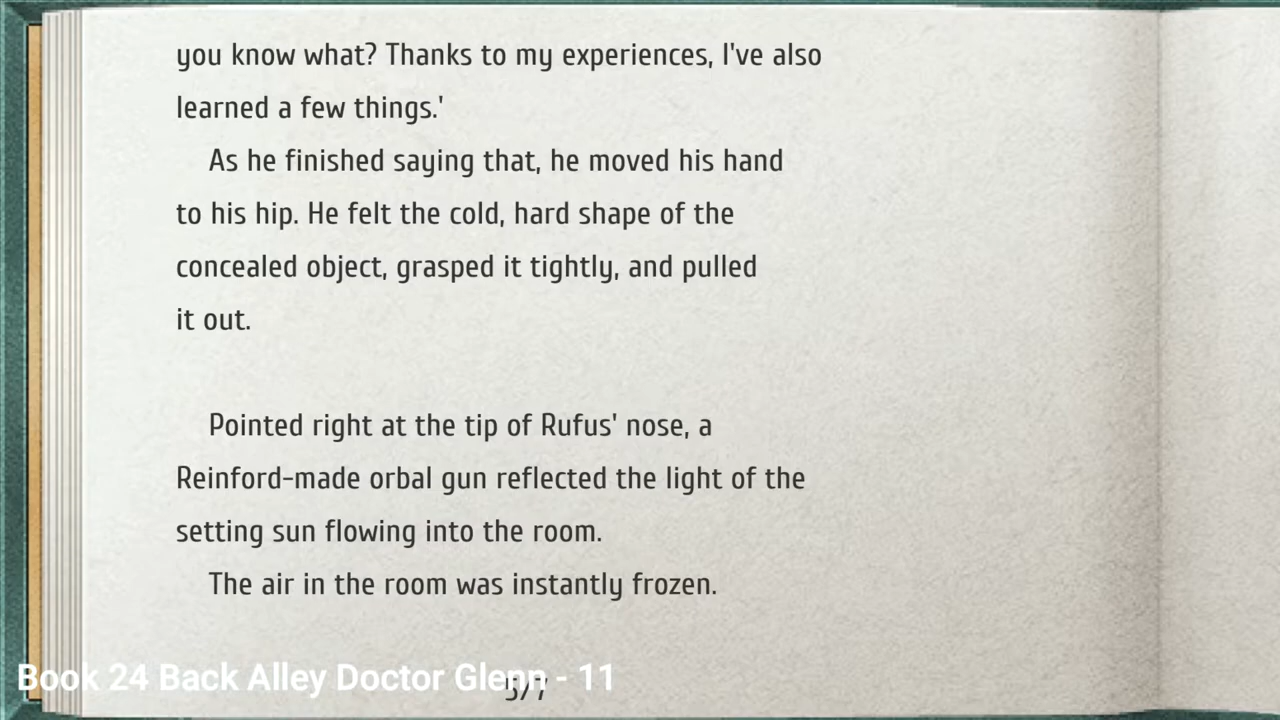 you know what? Thanks to my experiences, I've also
learned a few things.'
As he finished saying that, he moved his hand
to his hip. He felt the cold, hard shape of the
concealed object, grasped it tightly, and pulled
it out.
Pointed right at the tip of Rufus' nose, a
Reinford-made orbal gun reflected the light of the
setting sun flowing into the room.
The air in the room was instantly frozen.
Book 24 Back Alley Doctor Glenn - 11
5/7